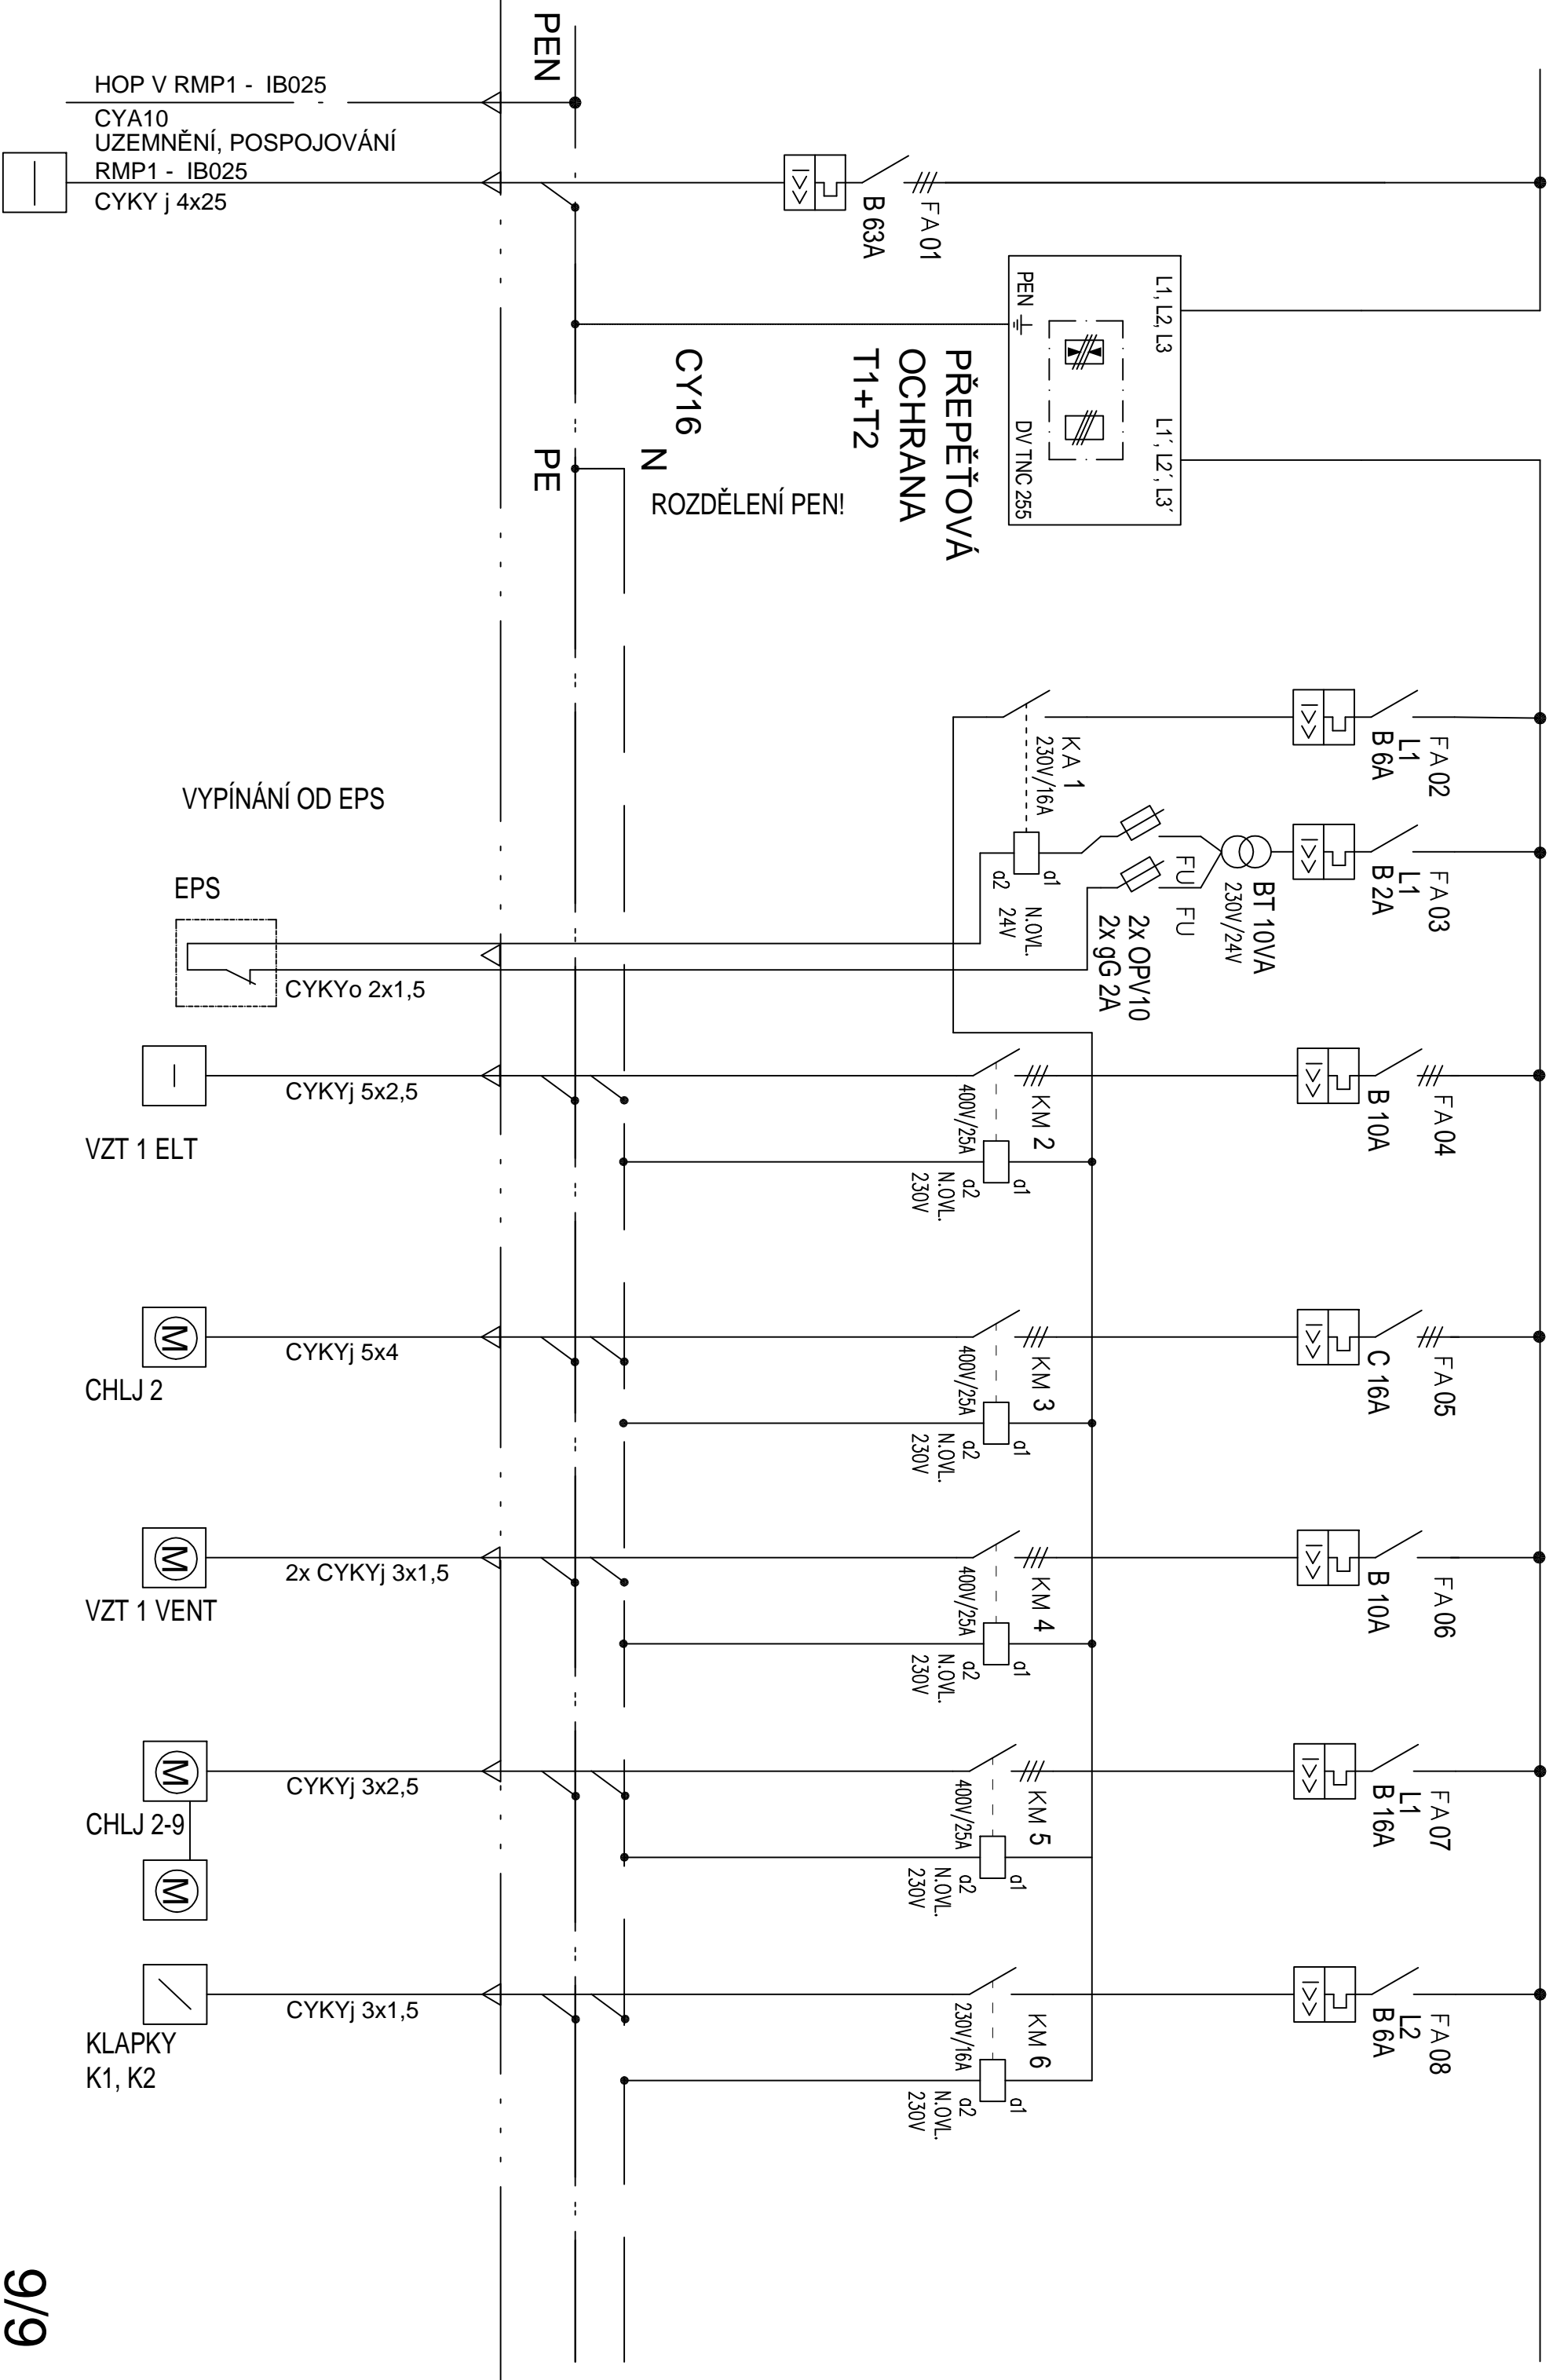 PEN
HOP V RMP1 - IB025
CYA10
UZEMNĚNÍ, POSPOJOVÁNÍ
RMP1 - IB025
CYKY j 4x25
FA 01
B 63A
L1, L2, L3
L1´, L2´, L3´
PEN
DV TNC 255
PŘEPĚŤOVÁ
OCHRANA
T1+T2
CY16
N
PE
ROZDĚLENÍ PEN!
FA 02
L1
B 6A
KA 1
230V/16A
FA 03
L1
B 2A
BT 10VA
230V/24V
FU FU
2x OPV10
2x gG 2A
a1
a2
N.OVL.
24V
VYPÍNÁNÍ OD EPS
EPS
CYKYo 2x1,5
FA 04
B 10A
KM 2
400V/25A
a1
a2
N.OVL.
230V
CYKYj 5x2,5
VZT 1 ELT
FA 05
C 16A
KM 3
400V/25A
a1
a2
N.OVL.
230V
CYKYj 5x4
M
CHLJ 2
FA 06
B 10A
KM 4
400V/25A
a1
a2
N.OVL.
230V
2x CYKYj 3x1,5
M
VZT 1 VENT
FA 07
L1
B 16A
KM 5
400V/25A
a1
a2
N.OVL.
230V
CYKYj 3x2,5
M
CHLJ 2-9
M
FA 08
L2
B 6A
KM 6
230V/16A
a1
a2
N.OVL.
230V
CYKYj 3x1,5
KLAPKY
K1, K2
9/9